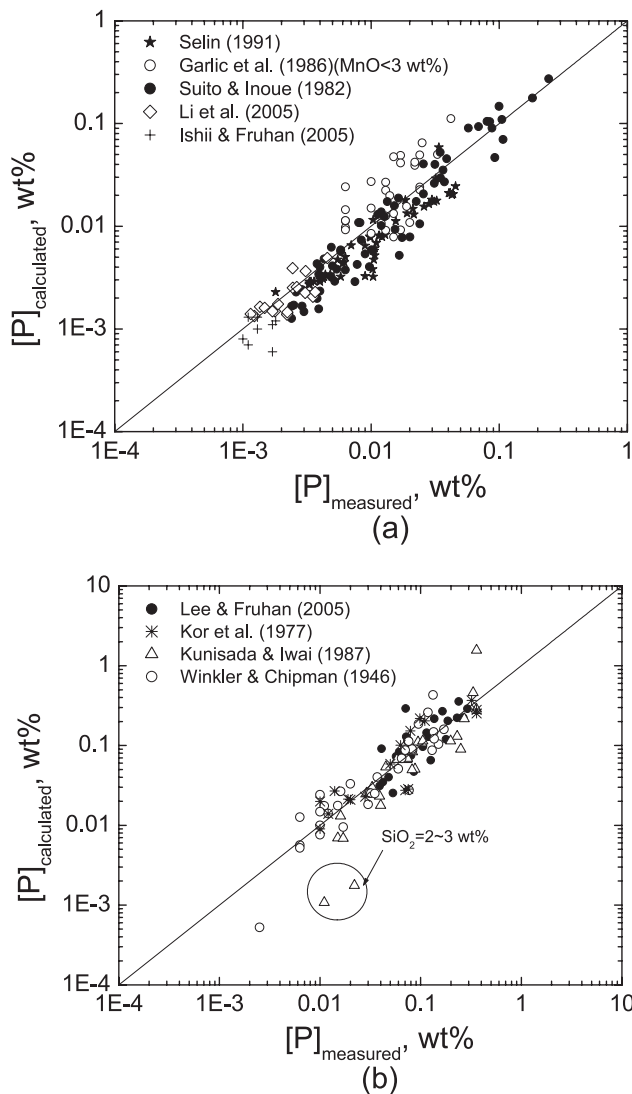 1
0.1
0.01
1E-3
1E-4
[P]calculated, wt%
Selin (1991)
Garlic et al. (1986)(MnO<3 wt%)
Suito & Inoue (1982)
Li et al. (2005)
Ishii & Fruhan (2005)
1E-4 1E-3 0.01 0.1 1
[P]measured, wt%
(a)
10
1
0.1
0.01
1E-3
1E-4
[P]calculated, wt%
Lee & Fruhan (2005)
Kor et al. (1977)
Kunisada & Iwai (1987)
Winkler & Chipman (1946)
SiO2=2~3 wt%
1E-4 1E-3 0.01 0.1 1 10
[P]measured, wt%
(b)